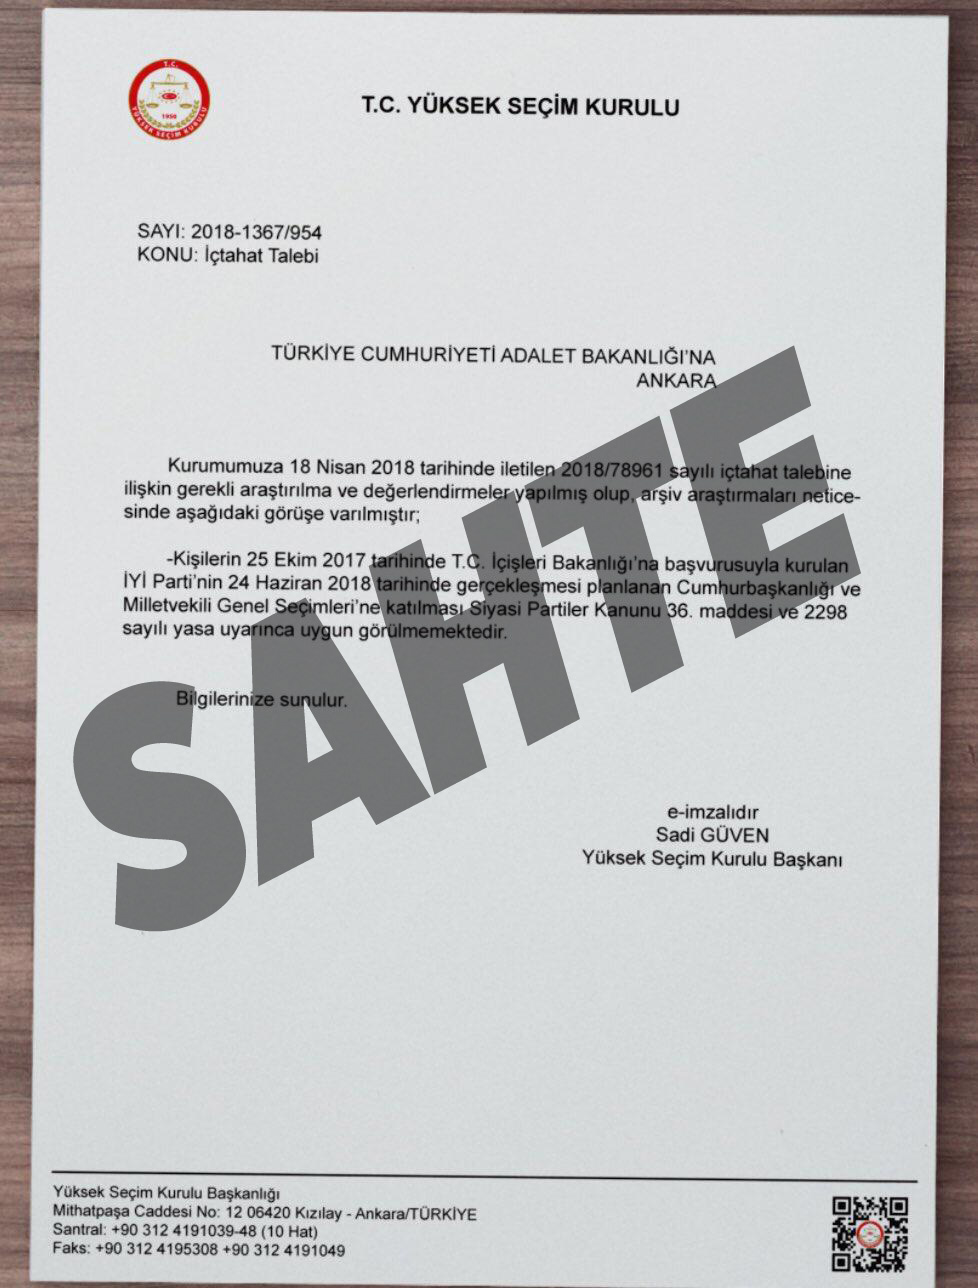 T.C.
YÜKSEK SEÇİM KURULU
1950
T.C. YÜKSEK SEÇİM KURULU
SAYI: 2018-1367/954
KONU: İçtahat Talebi
TÜRKİYE CUMHURİYETİ ADALET BAKANLIĞI'NA
ANKARA
Kurumumuza 18 Nisan 2018 tarihinde iletilen 2018/78961 sayılı içtahat talebine
ilişkin gerekli araştırılma ve değerlendirmeler yapılmış olup, arşiv araştırmaları netice-
sinde aşağıdaki görüşe varılmıştır;
-Kişilerin 25 Ekim 2017 tarihinde T.C. İçişleri Bakanlığı'na başvurusuyla kurulan
İYİ Parti'nin 24 Haziran 2018 tarihinde gerçekleşmesi planlanan Cumhurbaşkanlığı ve
Milletvekili Genel Seçimleri'ne katılması Siyasi Partiler Kanunu 36. maddesi ve 2298
sayılı yasa uyarınca uygun görülmemektedir.
Bilgilerinize sunulur.
SAHTE
e-imzalıdır
Sadi GÜVEN
Yüksek Seçim Kurulu Başkanı
Yüksek Seçim Kurulu Başkanlığı
Mithatpaşa Caddesi No: 12 06420 Kızılay - Ankara/TÜRKİYE
Santral: +90 312 4191039-48 (10 Hat)
Faks: +90 312 4195308 +90 312 4191049